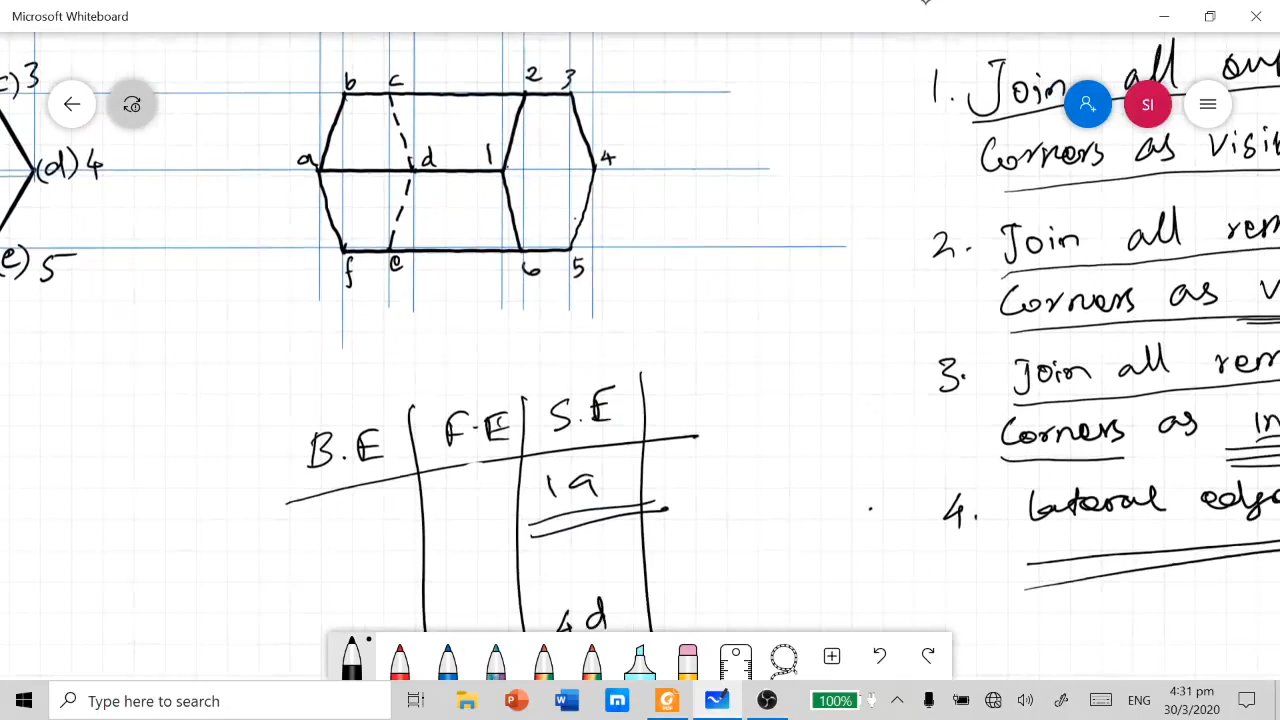 Microsoft Whiteboard
c) 3
(d) 4
(e) 5
b c 2 3
a d 1 4
f e 6 5
SI
1. Join all
Corners as
2. Join all
Corners as
3. Join all
Corners as
4. lateral
B.E F.E S.E
1a
4d
Type here to search
100%
ENG
4:31 pm
30/3/2020